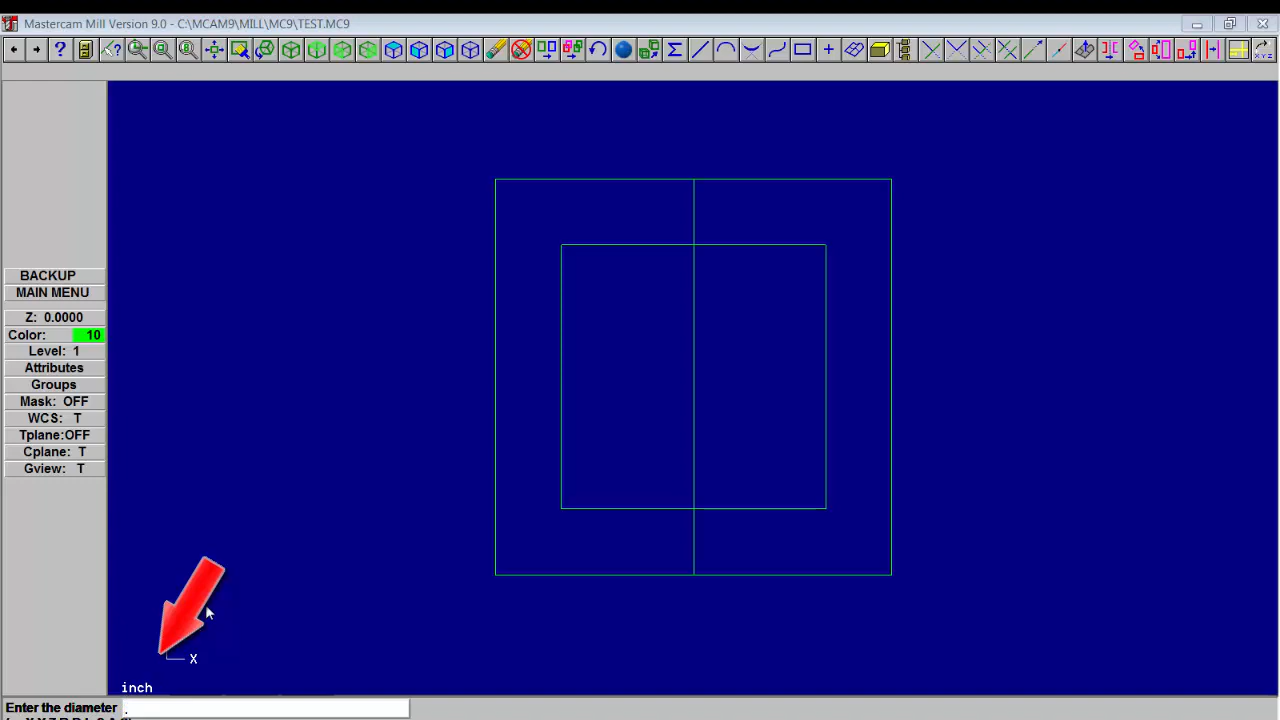 Mastercam Mill Version 9.0 - C:\MCAM9\MILL\MC9\TEST.MC9
BACKUP
MAIN MENU
Z: 0.0000
Color: 10
Level: 1
Attributes
Groups
Mask: OFF
WCS: T
Tplane:OFF
Cplane: T
Gview: T
X
inch
Enter the diameter .